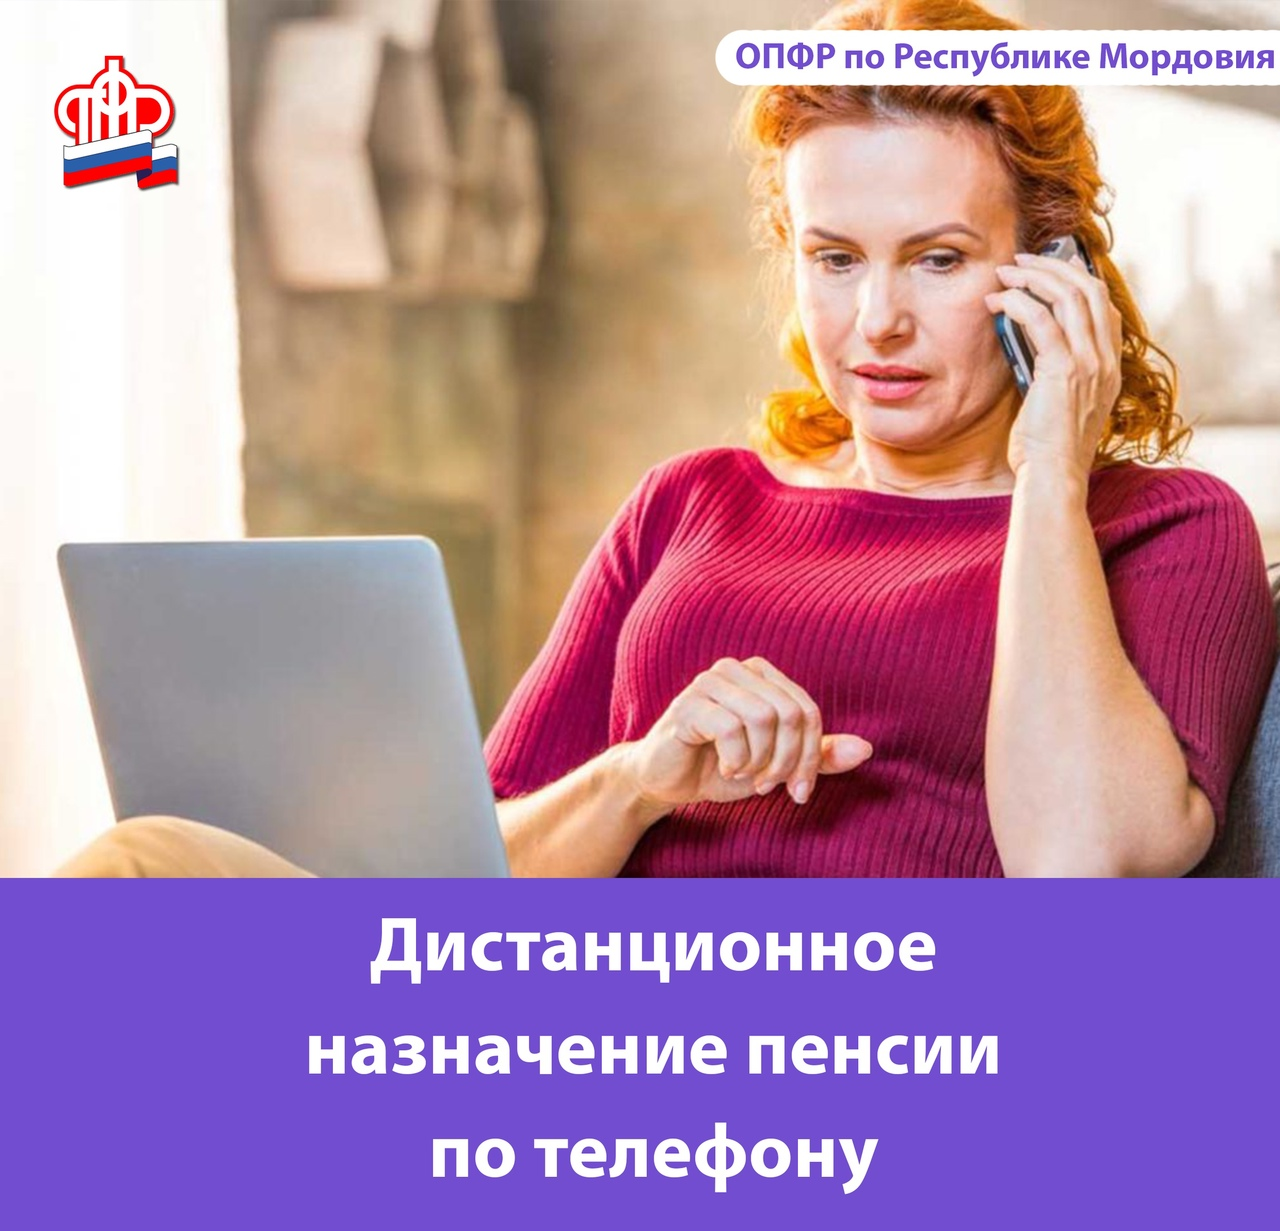 ОПФР по Республике Мордовия
Дистанционное
назначение пенсии
по телефону